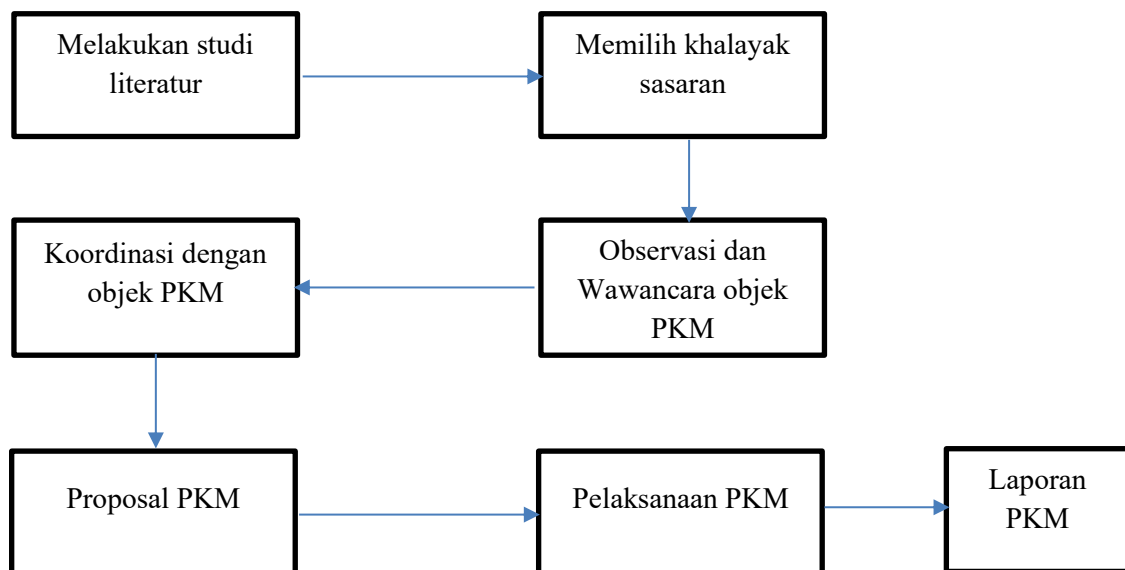 Melakukan studi
literatur
Memilih khalayak
sasaran
Koordinasi dengan
objek PKM
Observasi dan
Wawancara objek
PKM
Proposal PKM
Pelaksanaan PKM
Laporan
PKM